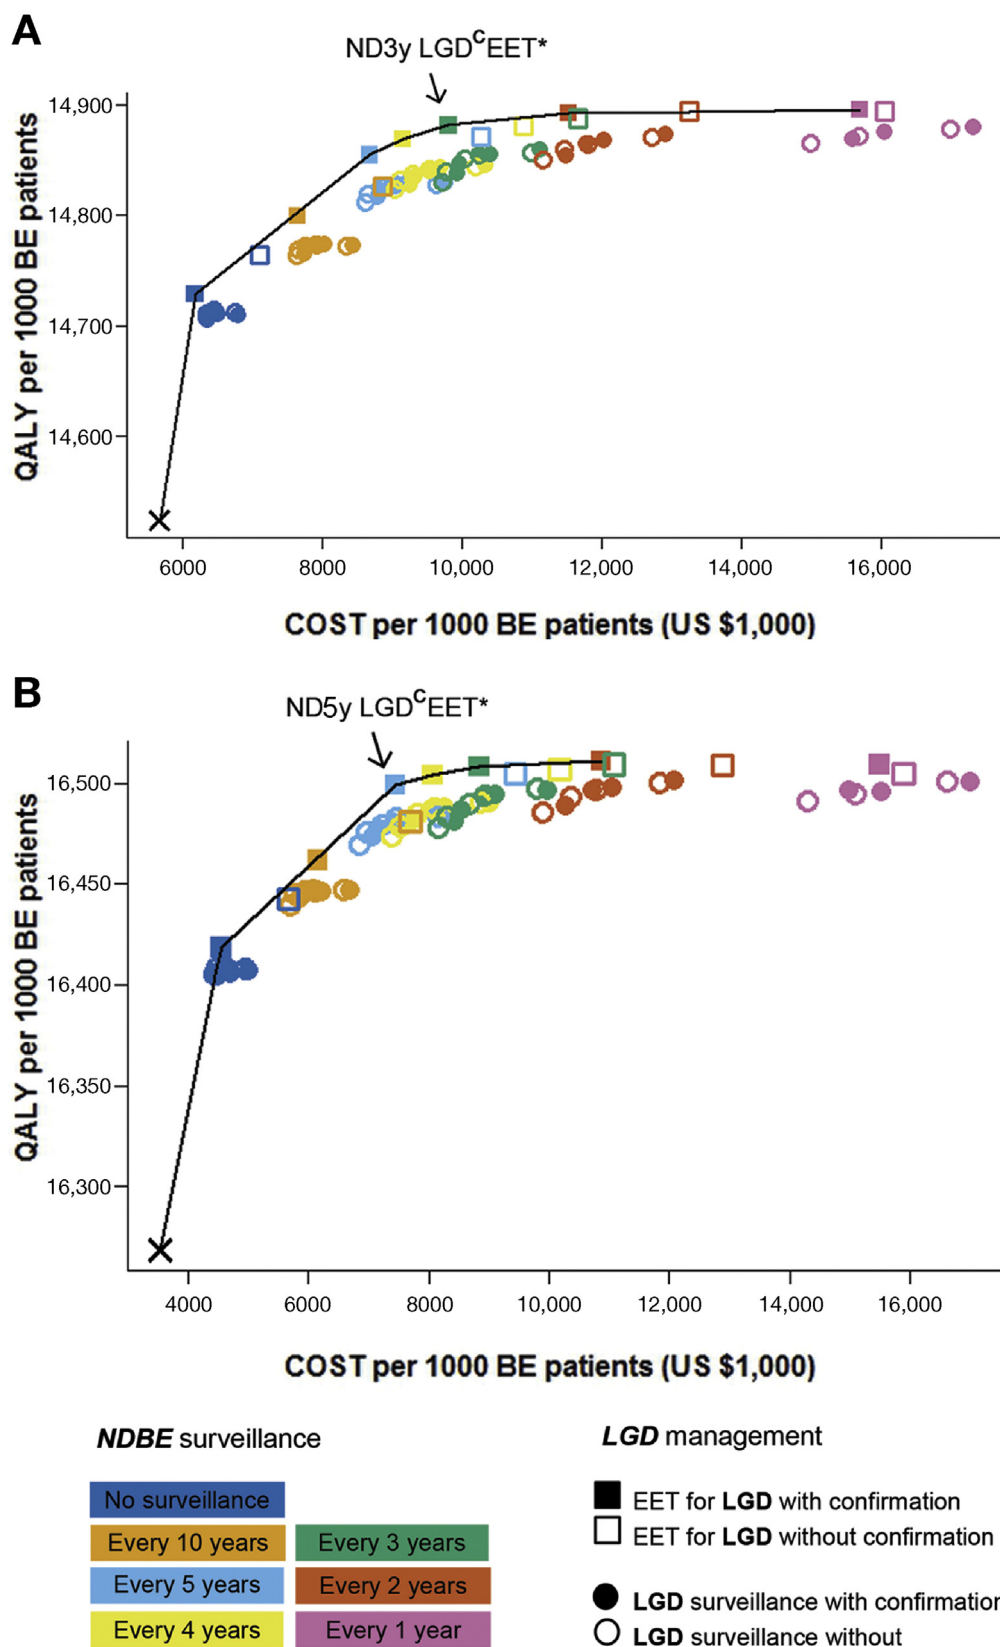 A
ND3y LGDᶜEET*
QALY per 1000 BE patients
14,900
14,800
14,700
14,600
6000 8000 10,000 12,000 14,000 16,000
COST per 1000 BE patients (US $1,000)
B
ND5y LGDᶜEET*
QALY per 1000 BE patients
16,500
16,450
16,400
16,350
16,300
4000 6000 8000 10,000 12,000 14,000 16,000
COST per 1000 BE patients (US $1,000)
NDBE surveillance
No surveillance
Every 10 years Every 3 years
Every 5 years Every 2 years
Every 4 years Every 1 year
LGD management
EET for LGD with confirmation
EET for LGD without confirmation
LGD surveillance with confirmation
LGD surveillance without